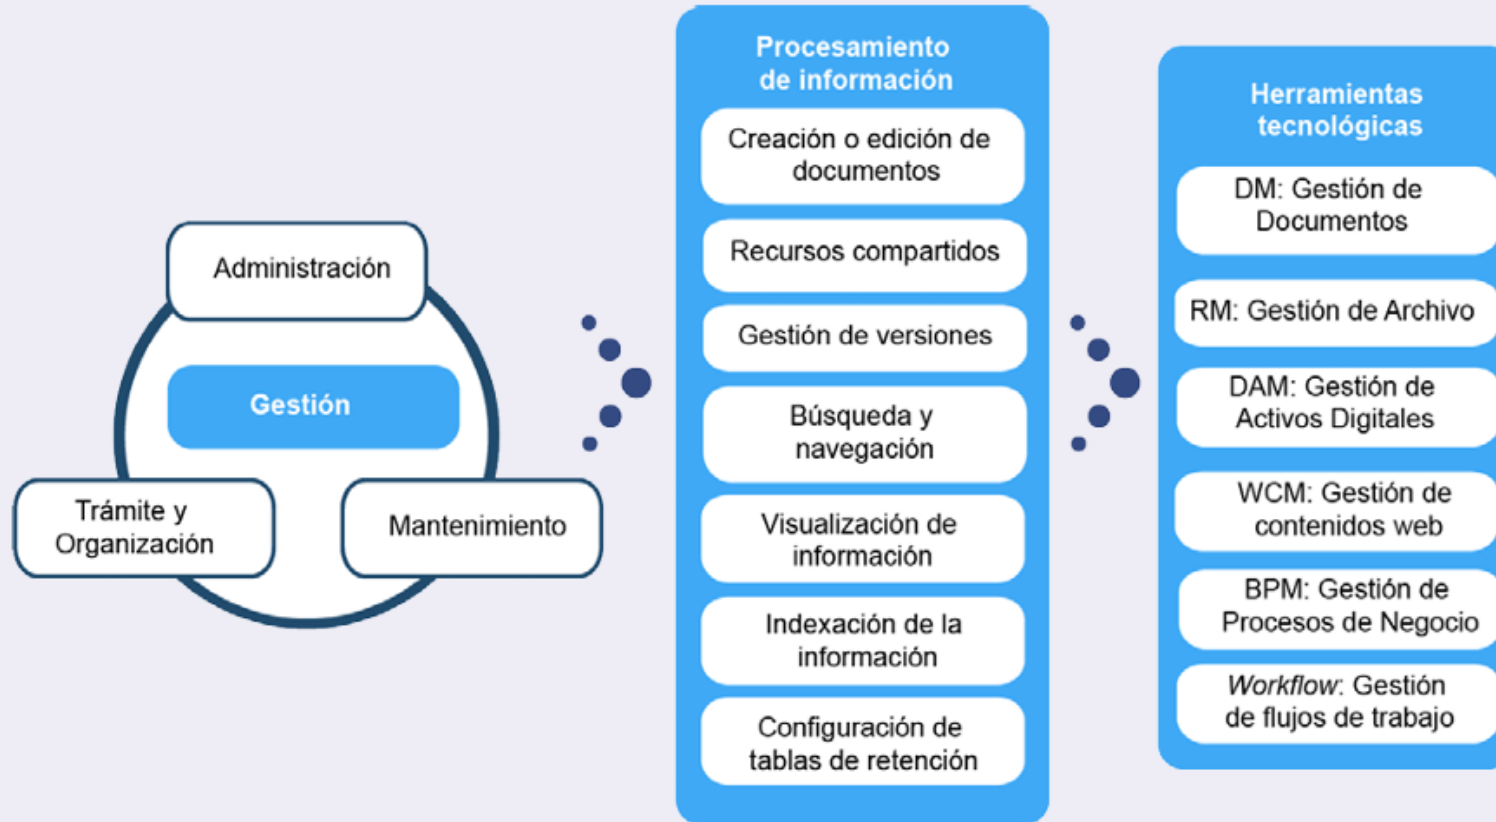 Administración
Gestión
Trámite y
Organización
Mantenimiento
Procesamiento
de información
Creación o edición de
documentos
Recursos compartidos
Gestión de versiones
Búsqueda y
navegación
Visualización de
información
Indexación de la
información
Configuración de
tablas de retención
Herramientas
tecnológicas
DM: Gestión de
Documentos
RM: Gestión de Archivo
DAM: Gestión de
Activos Digitales
WCM: Gestión de
contenidos web
BPM: Gestión de
Procesos de Negocio
Workflow: Gestión
de flujos de trabajo